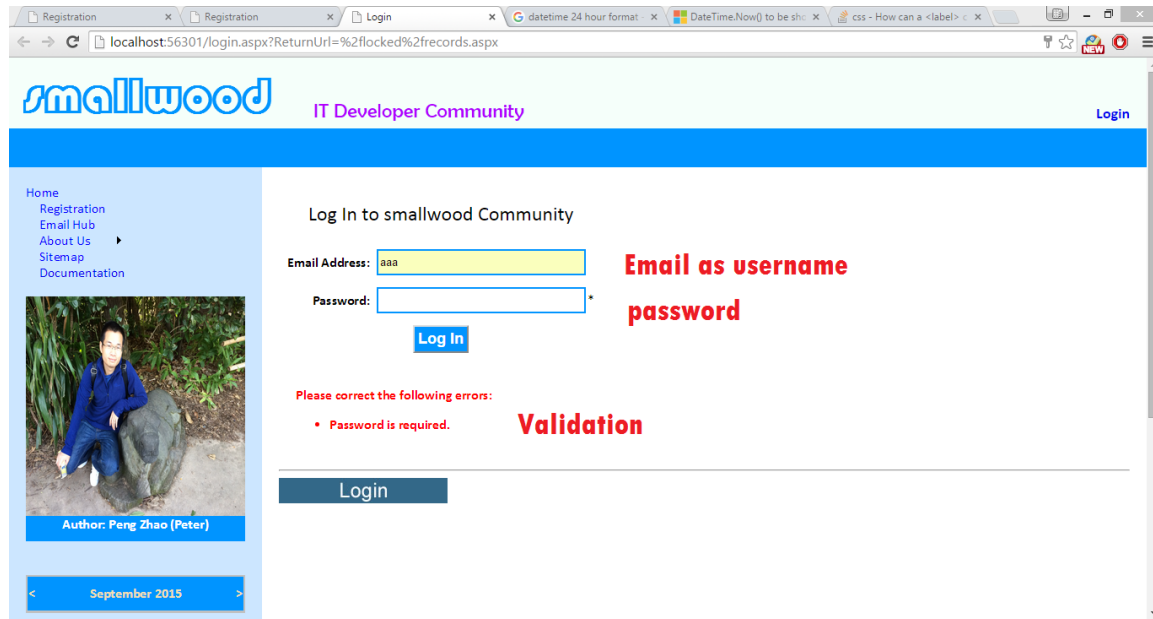 Registration
Registration
Login
datetime 24 hour format -
DateTime.Now() to be sho
css - How can a <label> c
localhost:56301/login.aspx?ReturnUrl=%2flocked%2frecords.aspx
NEW
smallwood
IT Developer Community
Login
Home
Registration
Email Hub
About Us
Sitemap
Documentation
Author: Peng Zhao (Peter)
< September 2015 >
Log In to smallwood Community
Email Address: aaa
Email as username
Password: *
password
Log In
Please correct the following errors:
• Password is required.
Validation
Login